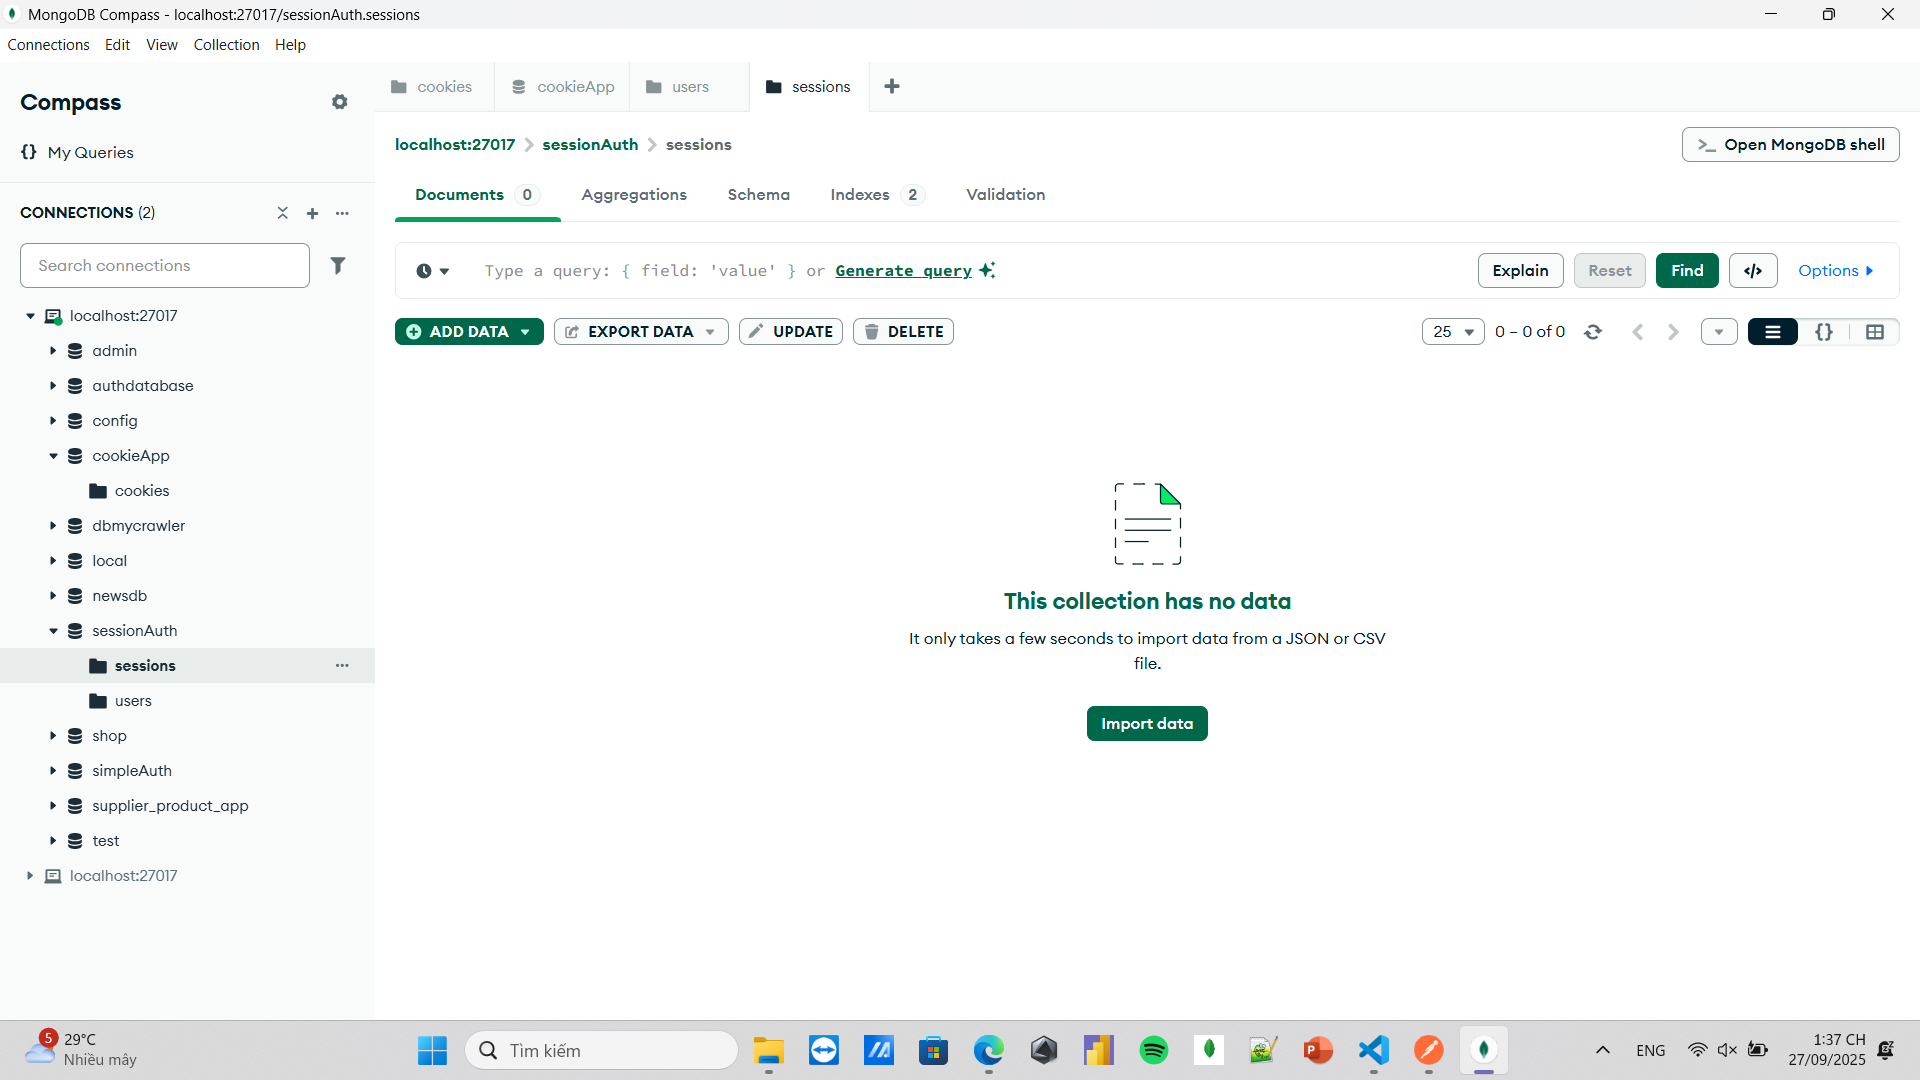 MongoDB Compass - localhost:27017/sessionAuth.sessions
Connections Edit View Collection Help
Compass
{} My Queries
CONNECTIONS (2)
Search connections
localhost:27017
admin
authdatabase
config
cookieApp
cookies
dbmycrawler
local
newsdb
sessionAuth
sessions
users
shop
simpleAuth
supplier_product_app
test
localhost:27017
cookies cookieApp users sessions
localhost:27017 > sessionAuth > sessions
>_ Open MongoDB shell
Documents 0 Aggregations Schema Indexes 2 Validation
Type a query: { field: 'value' } or Generate query
Explain Reset Find </> Options
ADD DATA EXPORT DATA UPDATE DELETE
25 0 – 0 of 0 {}
This collection has no data
It only takes a few seconds to import data from a JSON or CSV
file.
Import data
5 29°C
Nhiều mây
Tìm kiếm
ENG
1:37 CH
27/09/2025